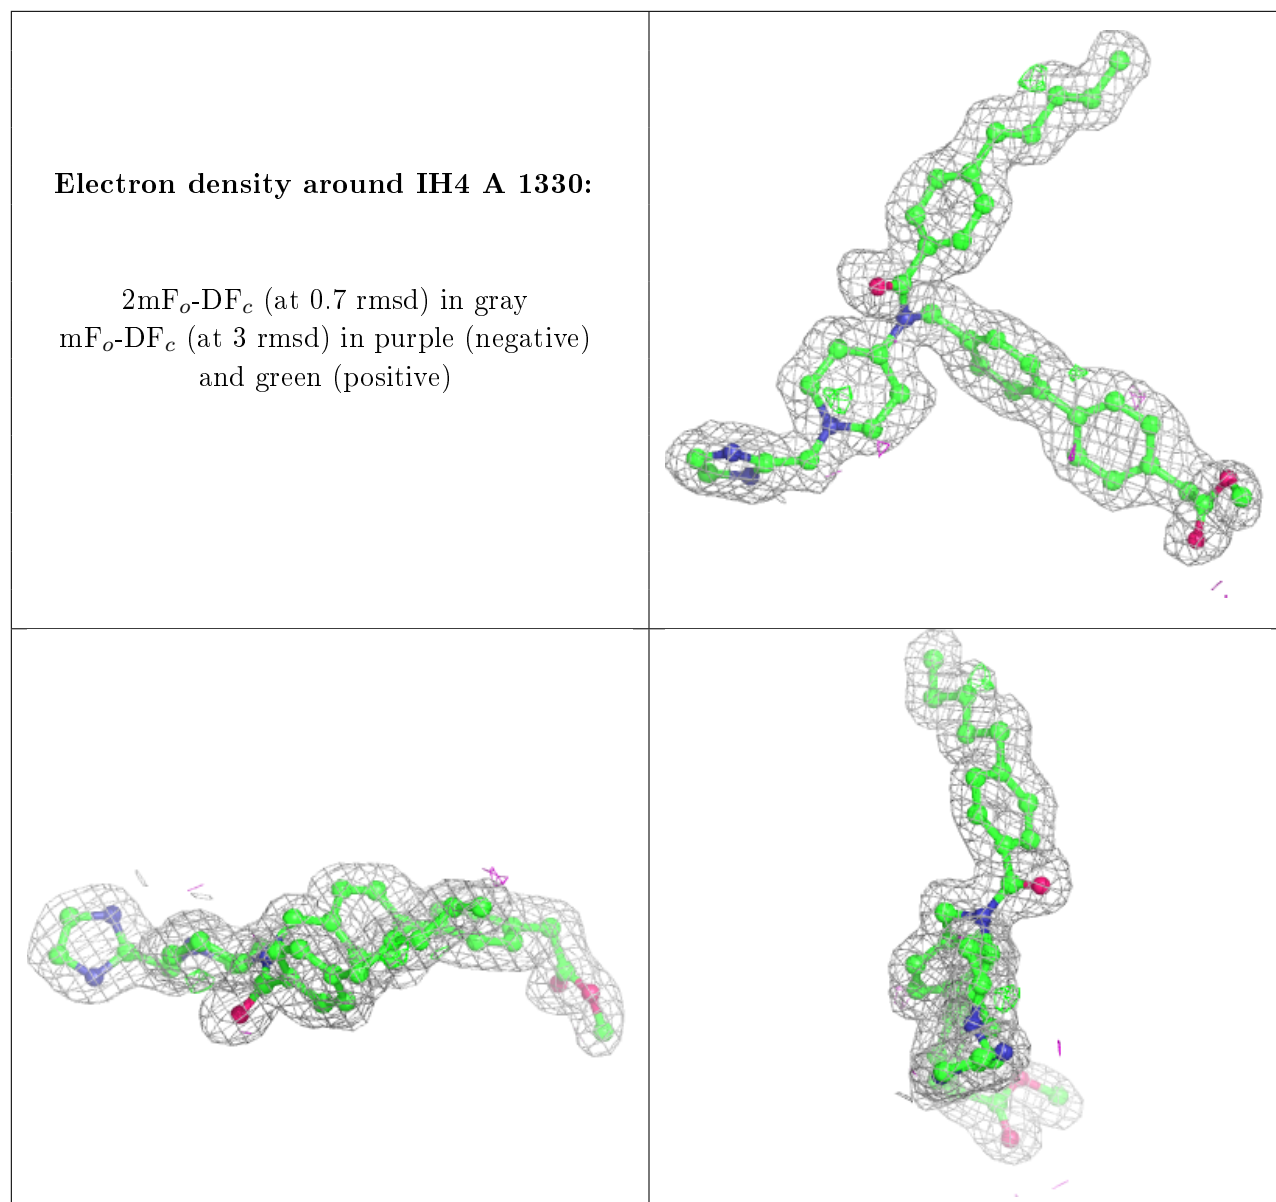 Electron density around IH4 A 1330:
2mFo-DFc (at 0.7 rmsd) in gray
mFo-DFc (at 3 rmsd) in purple (negative)
and green (positive)